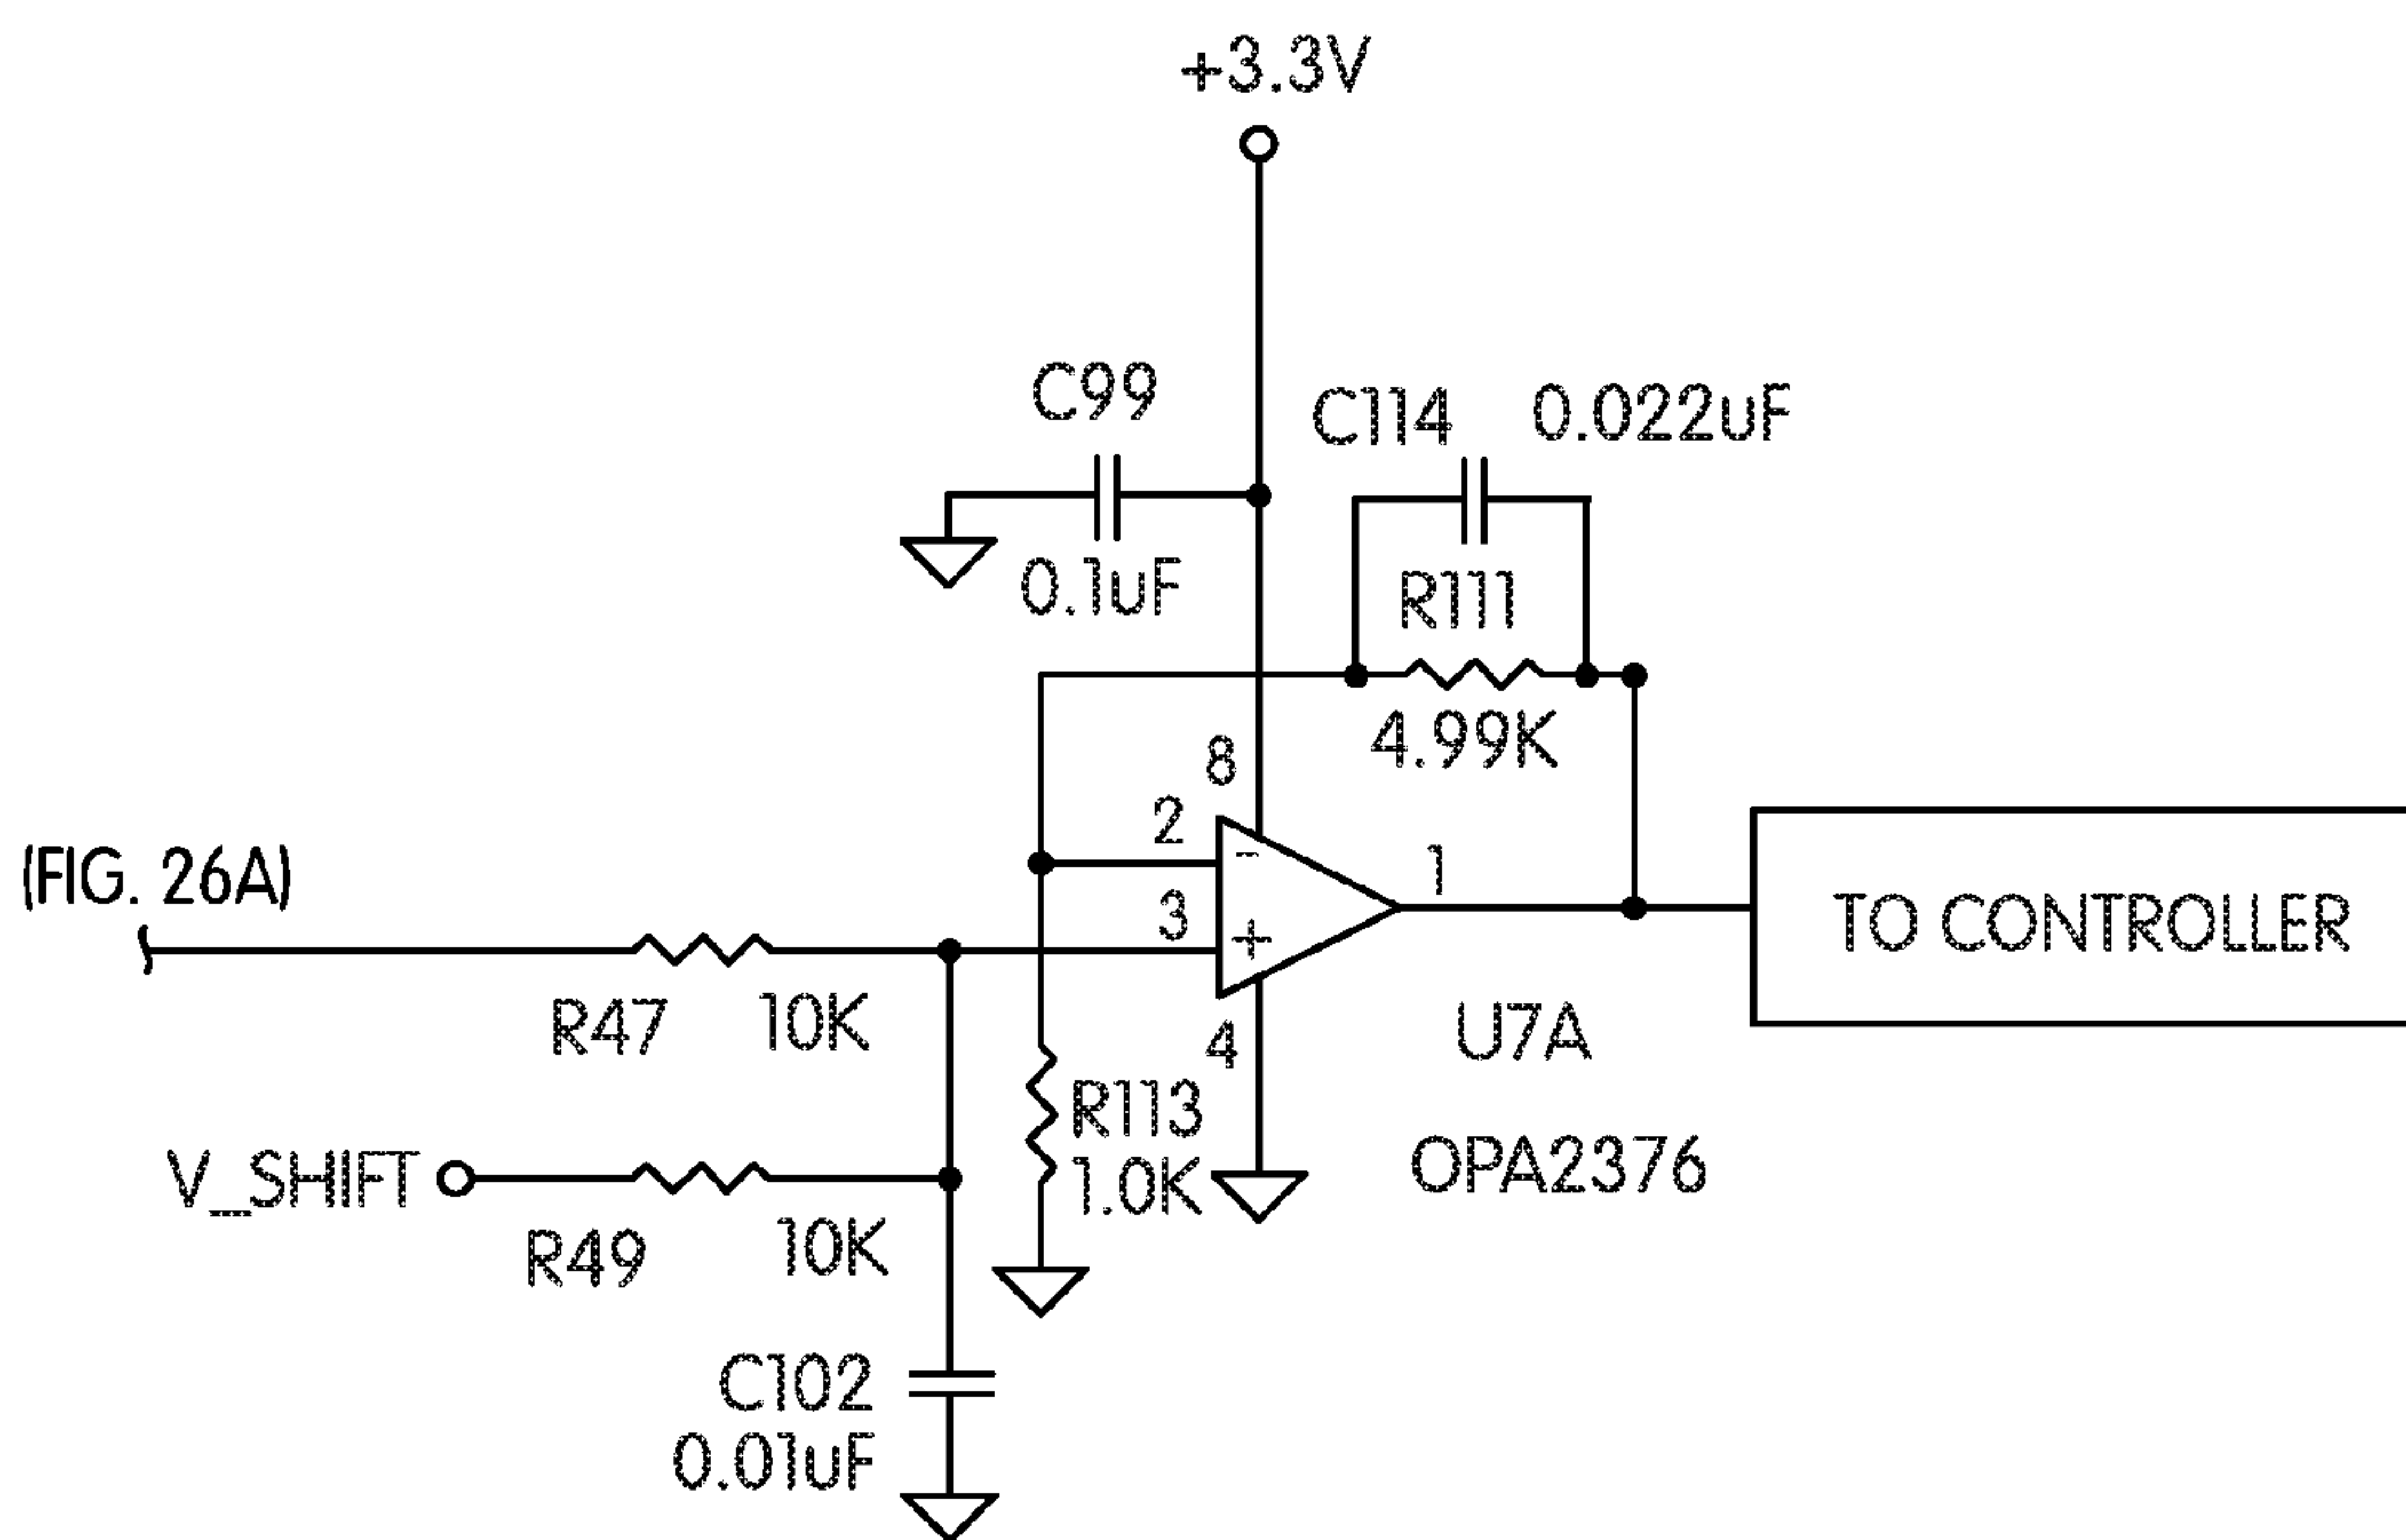 +3.3V
C99
0.1uF
C114 0.022uF
R111
4.99K
8
2
3
1
4
(FIG. 26A)
R47 10K
TO CONTROLLER
U7A
OPA2376
R113
1.0K
V_SHIFT
R49 10K
C102
0.01uF